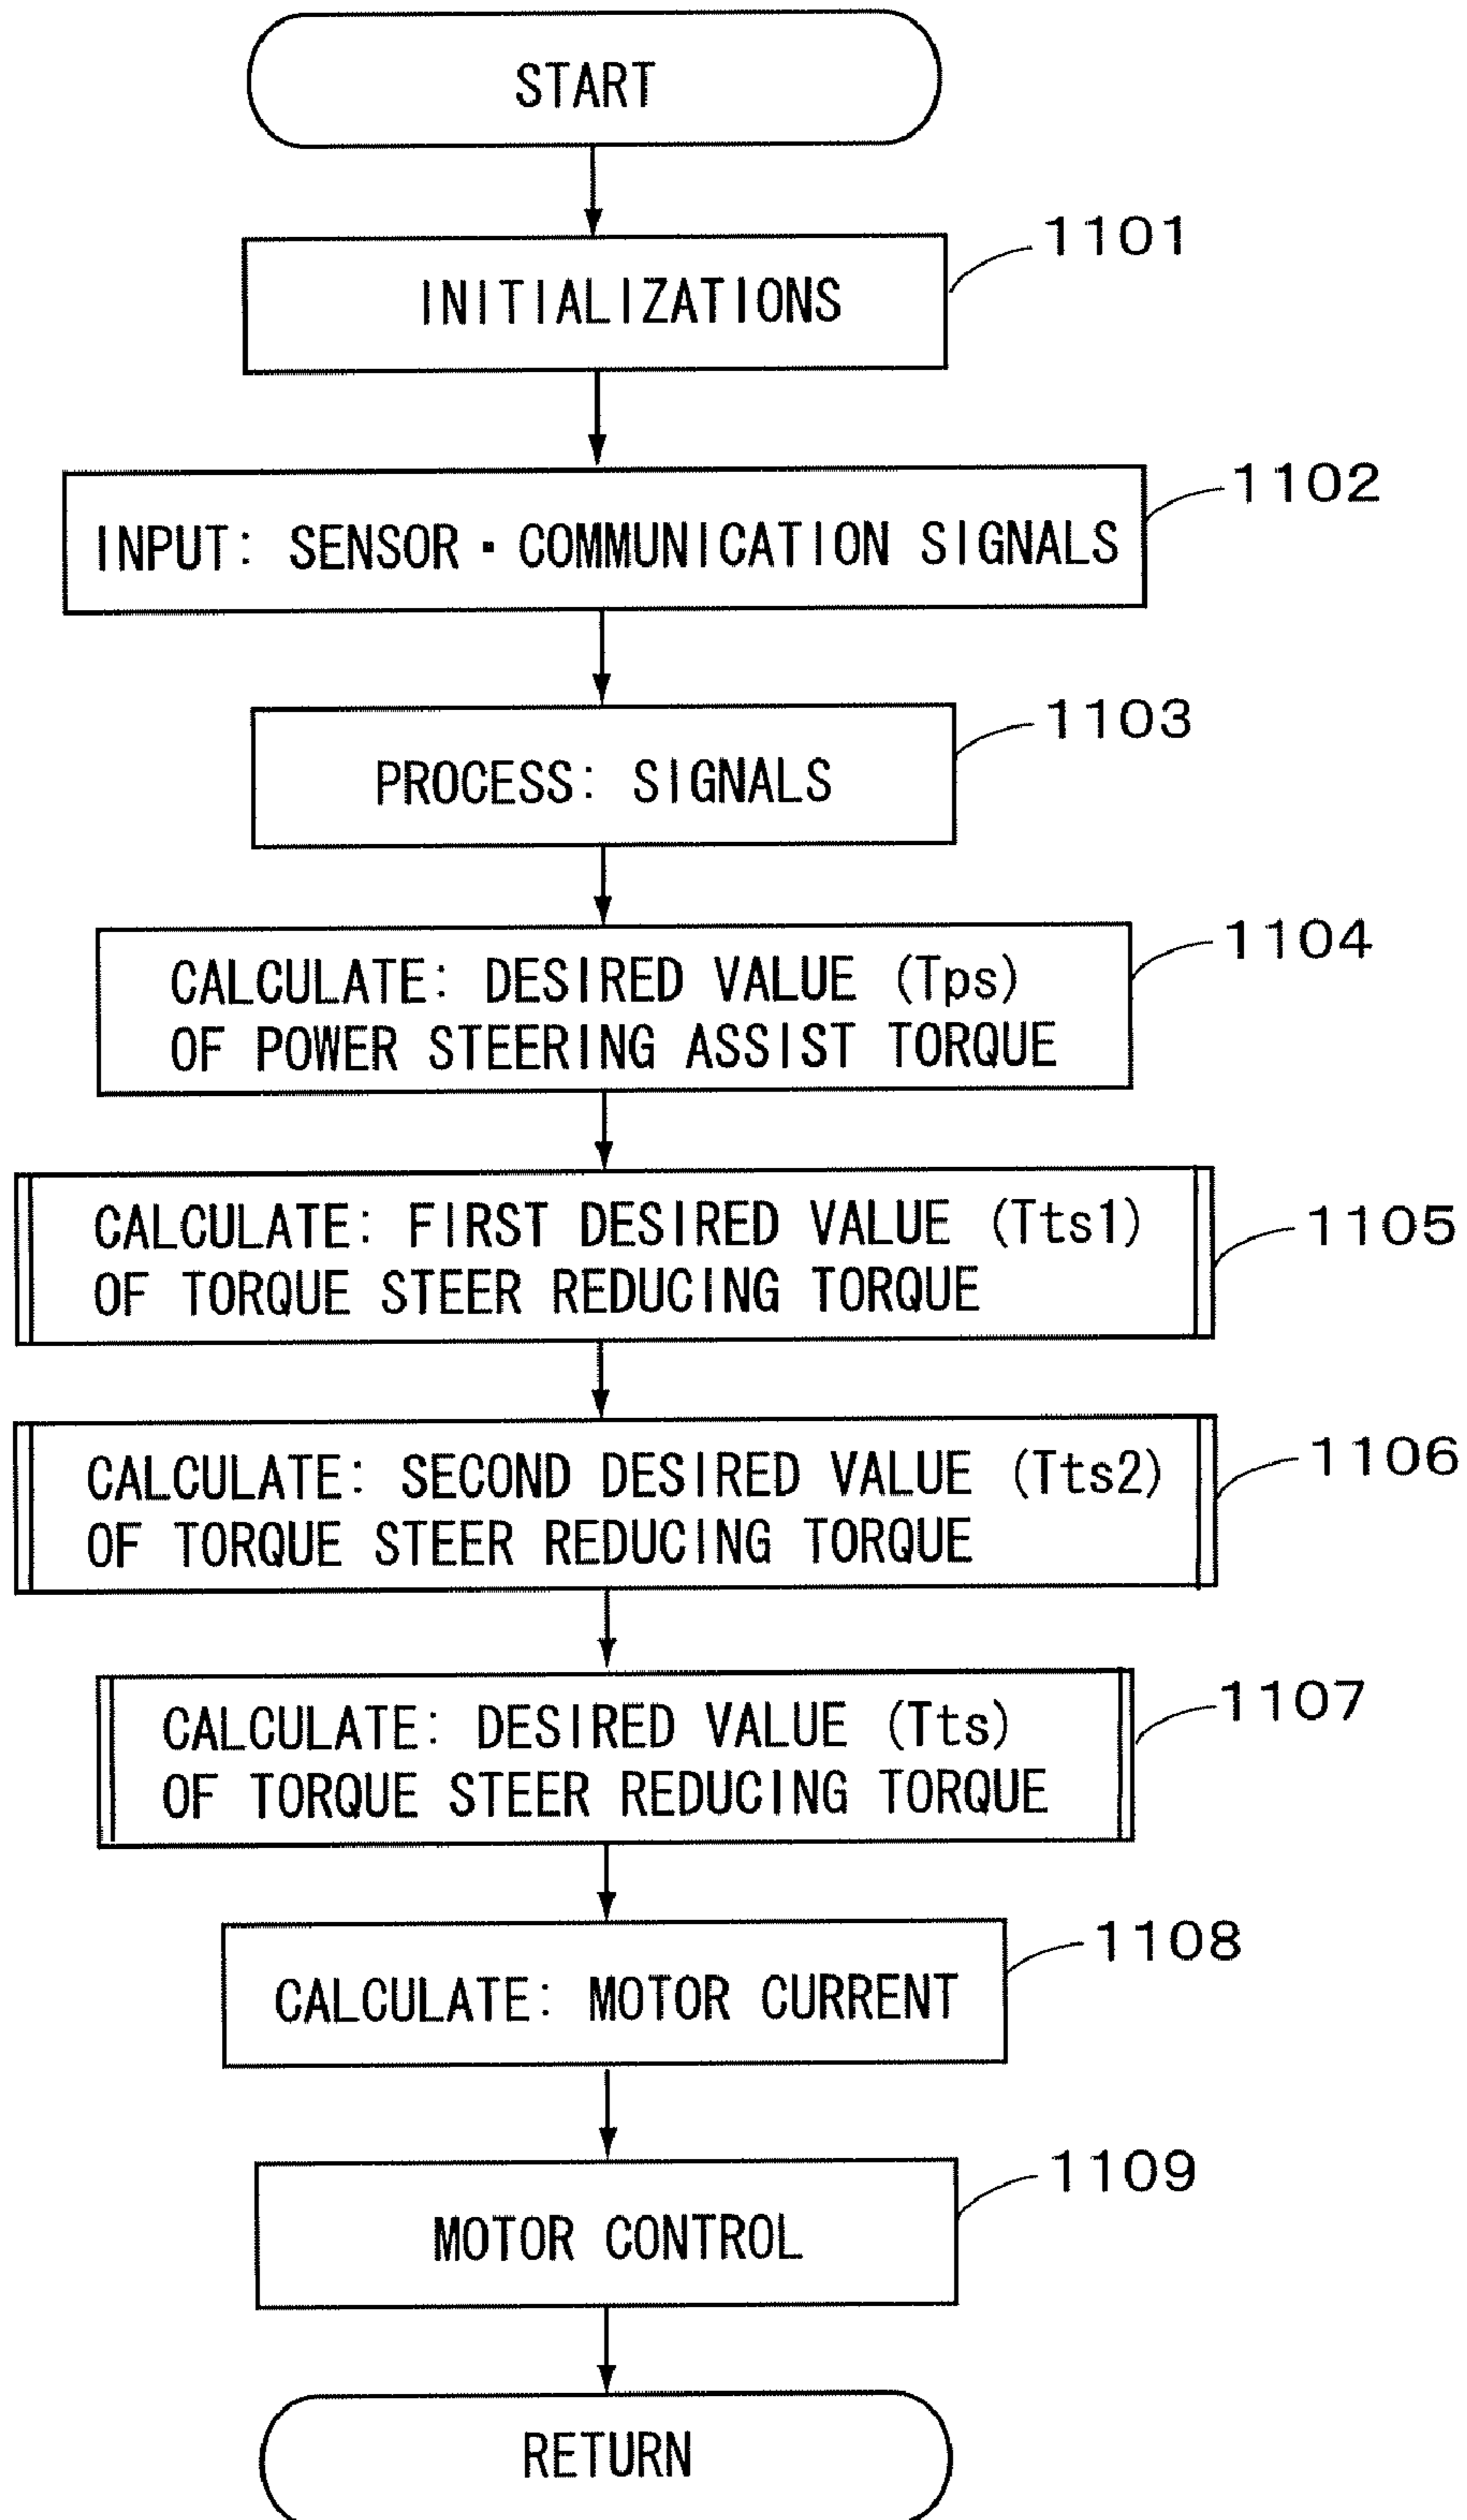 START
1101
INITIALIZATIONS
1102
INPUT: SENSOR・COMMUNICATION SIGNALS
1103
PROCESS: SIGNALS
1104
CALCULATE: DESIRED VALUE (Tps)
OF POWER STEERING ASSIST TORQUE
1105
CALCULATE: FIRST DESIRED VALUE (Tts1)
OF TORQUE STEER REDUCING TORQUE
1106
CALCULATE: SECOND DESIRED VALUE (Tts2)
OF TORQUE STEER REDUCING TORQUE
1107
CALCULATE: DESIRED VALUE (Tts)
OF TORQUE STEER REDUCING TORQUE
1108
CALCULATE: MOTOR CURRENT
1109
MOTOR CONTROL
RETURN